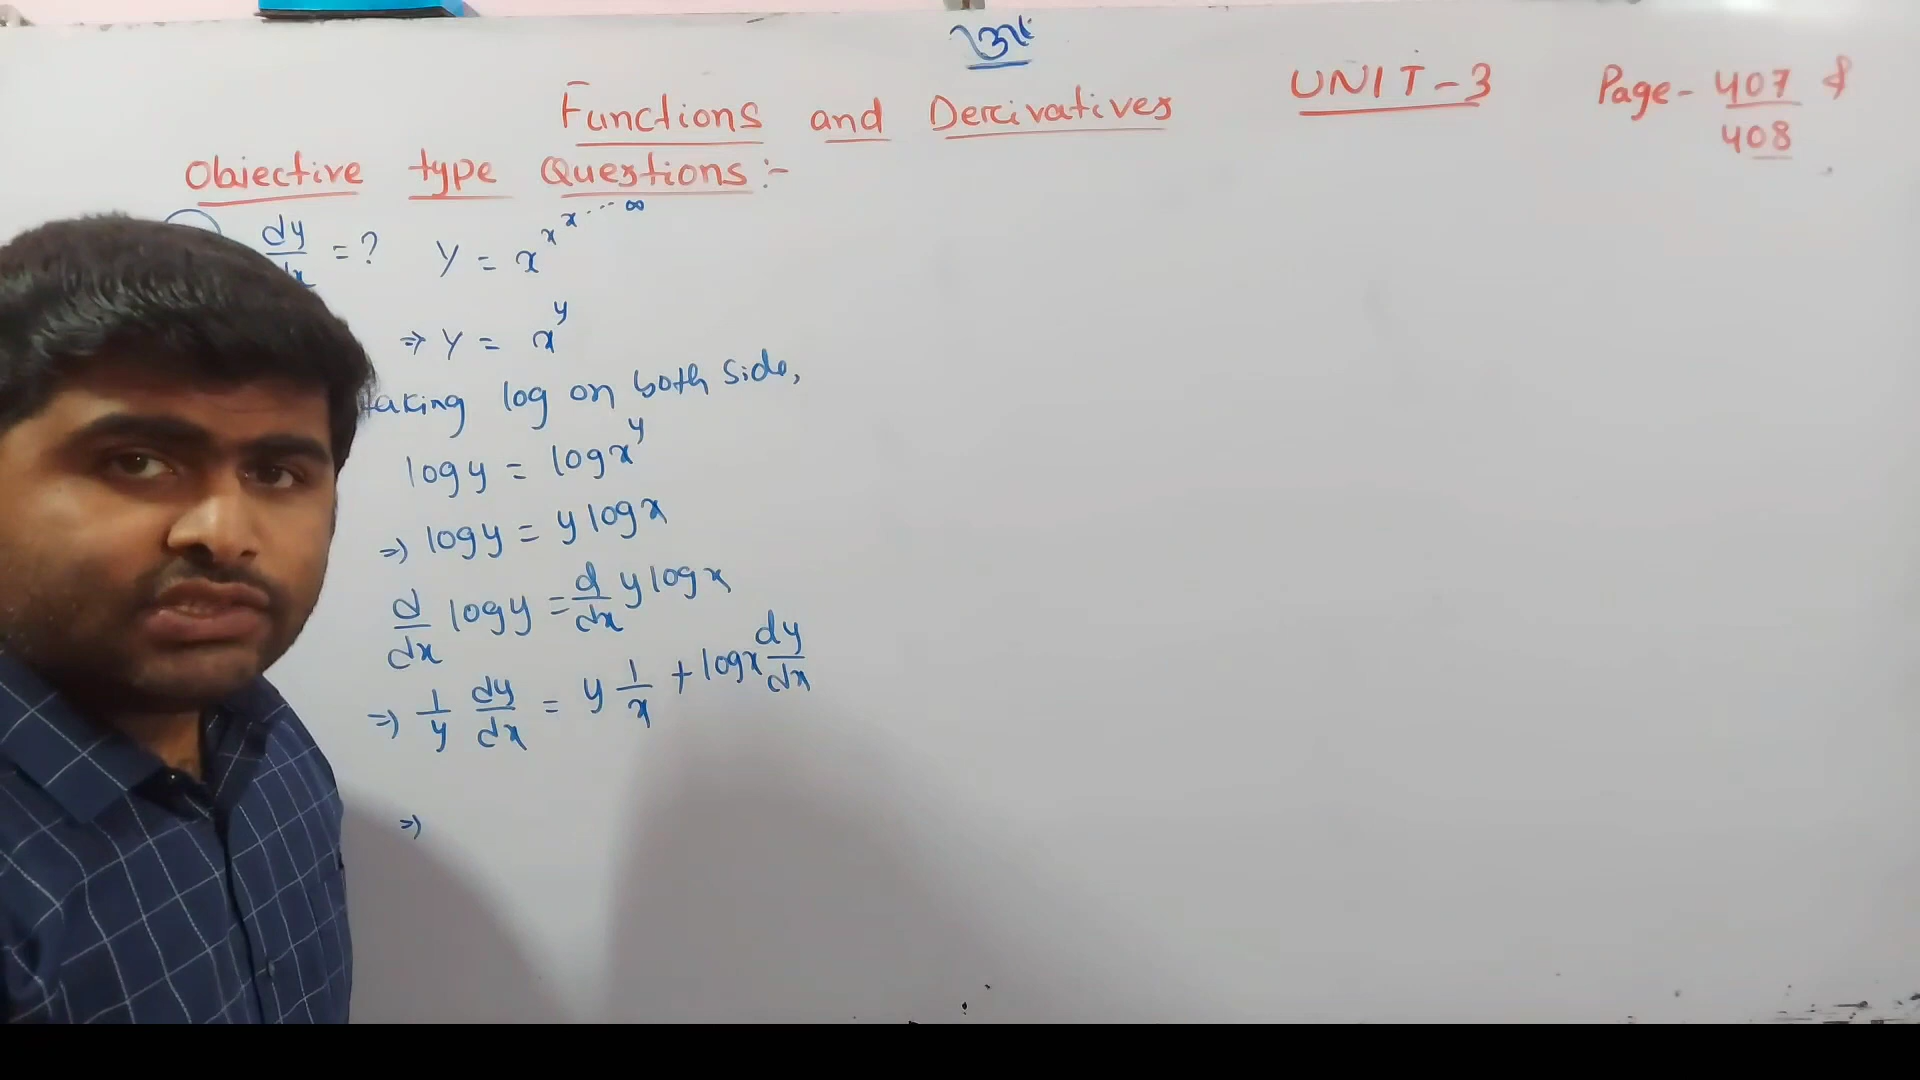 ॐ
Functions and Derivatives UNIT-3 Page-407 &
408
Objective type Questions:-
dy/dx = ? y = x^x^x^...∞
⇒ y = x^y
taking log on both side,
log y = log x^y
⇒ log y = y log x
d/dx log y = d/dx y log x
⇒ 1/y dy/dx = y 1/x + log x dy/dx
⇒